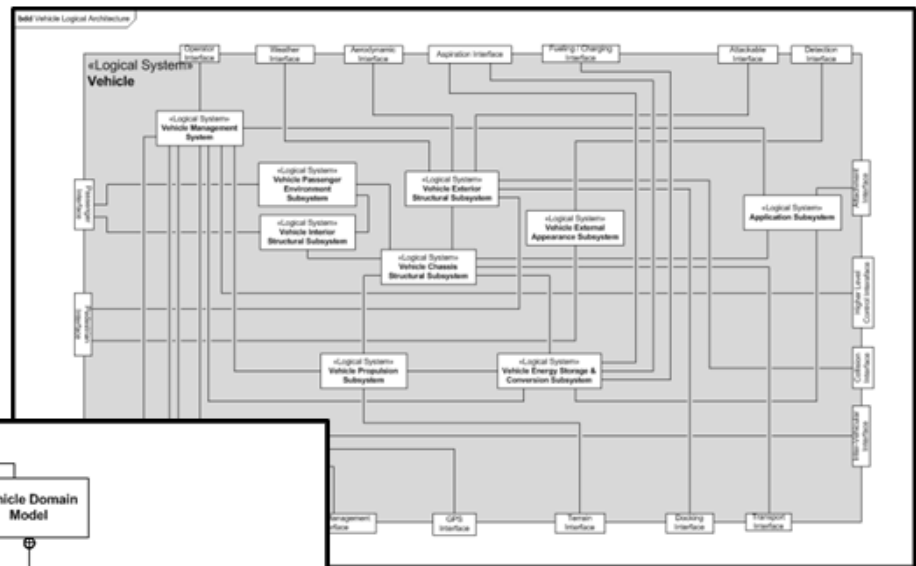 bdd Vehicle Logical Architecture
Operator
Interface
Weather
Interface
Aerodynamic
Interface
Aspiration Interface
Fueling / Charging
Interface
Attackable
Interface
Detection
Interface
«Logical System»
Vehicle
«Logical System»
Vehicle Management
System
«Logical System»
Vehicle Passenger
Environment
Subsystem
«Logical System»
Vehicle Exterior
Structural Subsystem
Passenger
Interface
Attachment
Interface
«Logical System»
Application Subsystem
«Logical System»
Vehicle Interior
Structural Subsystem
«Logical System»
Vehicle External
Appearance Subsystem
«Logical System»
Vehicle Chassis
Structural Subsystem
Higher Level
Control Interface
Pedestrian
Interface
«Logical System»
Vehicle Propulsion
Subsystem
«Logical System»
Vehicle Energy Storage &
Conversion Subsystem
Collision
Interface
Inter-Vehicular
Interface
GPS
Interface
Terrain
Interface
Docking
Interface
Transport
Interface
Domain
Model